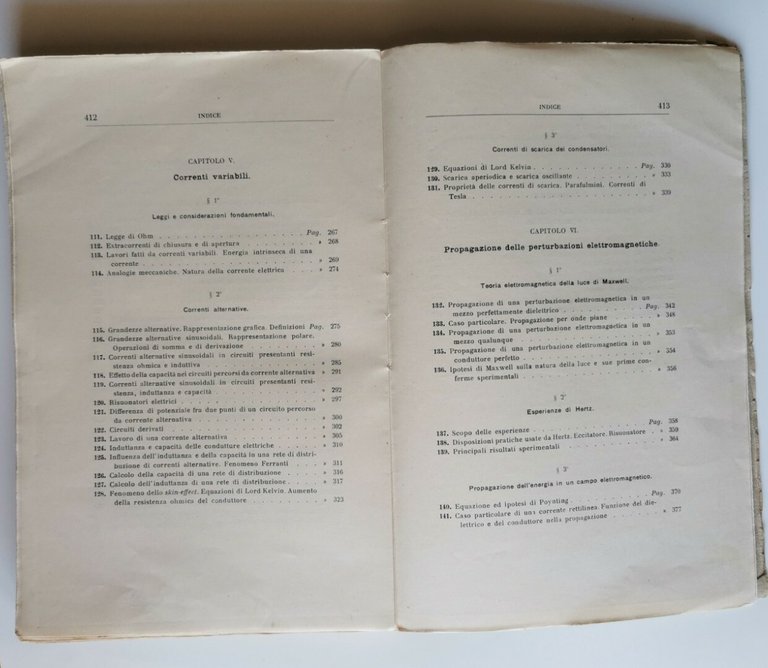 412
INDICE
CAPITOLO V.
Correnti variabili.
§ 1°
Leggi e considerazioni fondamentali.
111. Legge di Ohm . . . . . . . . . . Pag. 267
112. Extracorrenti di chiusura e di apertura . . . . . . » 268
113. Lavori fatti da correnti variabili. Energia intrinseca di una
corrente . . . . . . . . . . » 269
114. Analogie meccaniche. Natura della corrente elettrica . . . » 274
§ 2°
Correnti alternative.
115. Grandezze alternative. Rappresentazione grafica. Definizioni Pag. 275
116. Grandezze alternative sinusoidali. Rappresentazione polare.
Operazioni di somma e di derivazione . . . . . » 280
117. Correnti alternative sinusoidali in circuiti presentanti resi-
stenza ohmica e induttiva . . . . . . . » 285
118. Effetto della capacità nei circuiti percorsi da corrente alternativa » 291
119. Correnti alternative sinusoidali in circuiti presentanti resi-
stenza, induttanza e capacità . . . . . . . » 292
120. Risuonatori elettrici . . . . . . . . . » 297
121. Differenza di potenziale fra due punti di un circuito percorso
da corrente alternativa . . . . . . . . » 300
122. Circuiti derivati . . . . . . . . . . » 302
123. Lavoro di una corrente alternativa . . . . . . » 305
124. Induttanza e capacità delle condutture elettriche . . . . » 310
125. Influenza dell'induttanza e della capacità in una rete di distri-
buzione di correnti alternative. Fenomeno Ferranti . . » 311
126. Calcolo della capacità di una rete di distribuzione . . . » 316
127. Calcolo dell'induttanza di una rete di distribuzione . . . » 317
128. Fenomeno dello skin-effect. Equazioni di Lord Kelvin. Aumento
della resistenza ohmica del conduttore . . . . . » 323
INDICE
413
§ 3°
Correnti di scarica dei condensatori.
129. Equazioni di Lord Kelvin . . . . . . . . Pag. 330
130. Scarica aperiodica e scarica oscillante . . . . . » 333
131. Proprietà delle correnti di scarica. Parafulmini. Correnti di
Tesla . . . . . . . . . . » 339
CAPITOLO VI.
Propagazione delle perturbazioni elettromagnetiche.
§ 1°
Teoria elettromagnetica della luce di Maxwell.
132. Propagazione di una perturbazione elettromagnetica in un
mezzo perfettamente dielettrico . . . . . . Pag. 342
133. Caso particolare. Propagazione per onde piane . . . . » 348
134. Propagazione di una perturbazione elettromagnetica in un
mezzo qualunque . . . . . . . . . » 353
135. Propagazione di una perturbazione elettromagnetica in un
conduttore perfetto . . . . . . . . . » 354
136. Ipotesi di Maxwell sulla natura della luce e sue prime con-
ferme sperimentali . . . . . . . . . » 356
§ 2°
Esperienze di Hertz.
137. Scopo delle esperienze . . . . . . . . Pag. 358
138. Disposizioni pratiche usate da Hertz. Eccitatore. Risuonatore . » 359
139. Principali risultati sperimentali . . . . . . . » 364
§ 3°
Propagazione dell'energia in un campo elettromagnetico.
140. Equazione ed ipotesi di Poynting . . . . . . Pag. 370
141. Caso particolare di una corrente rettilinea. Funzione del die-
lettrico e del conduttore nella propagazione . . . . » 377